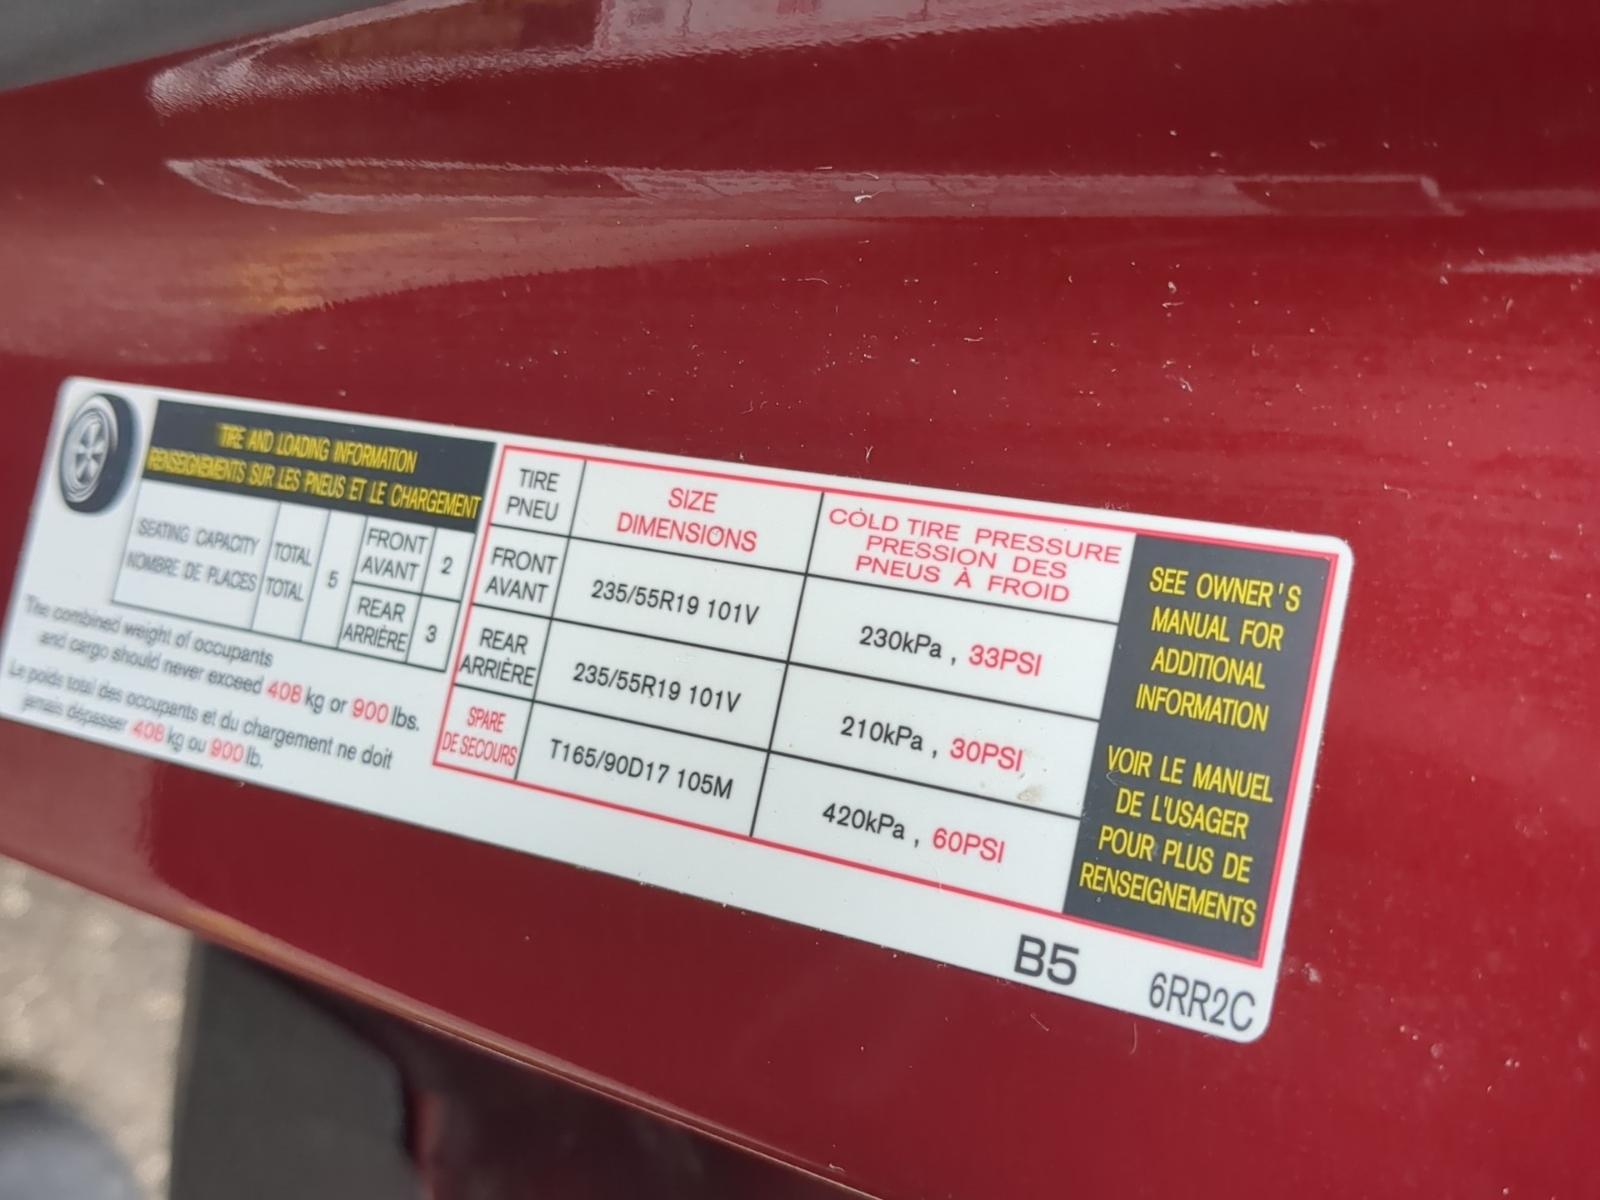 TIRE AND LOADING INFORMATION
RENSEIGNEMENTS SUR LES PNEUS ET LE CHARGEMENT
SEATING CAPACITY
NOMBRE DE PLACES
TOTAL
TOTAL
5
FRONT
AVANT
2
REAR
ARRIÈRE
3
The combined weight of occupants
and cargo should never exceed 408 kg or 900 lbs.
Le poids total des occupants et du chargement ne doit
jamais dépasser 408 kg ou 900 lb.
TIRE
PNEU
SIZE
DIMENSIONS
COLD TIRE PRESSURE
PRESSION DES
PNEUS À FROID
FRONT
AVANT
235/55R19 101V
230kPa , 33PSI
REAR
ARRIÈRE
235/55R19 101V
210kPa , 30PSI
SPARE
DE SECOURS
T165/90D17 105M
420kPa , 60PSI
SEE OWNER'S
MANUAL FOR
ADDITIONAL
INFORMATION
VOIR LE MANUEL
DE L'USAGER
POUR PLUS DE
RENSEIGNEMENTS
B5
6RR2C